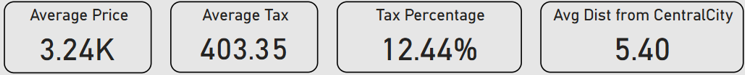 Average Price
3.24K
Average Tax
403.35
Tax Percentage
12.44%
Avg Dist from CentralCity
5.40